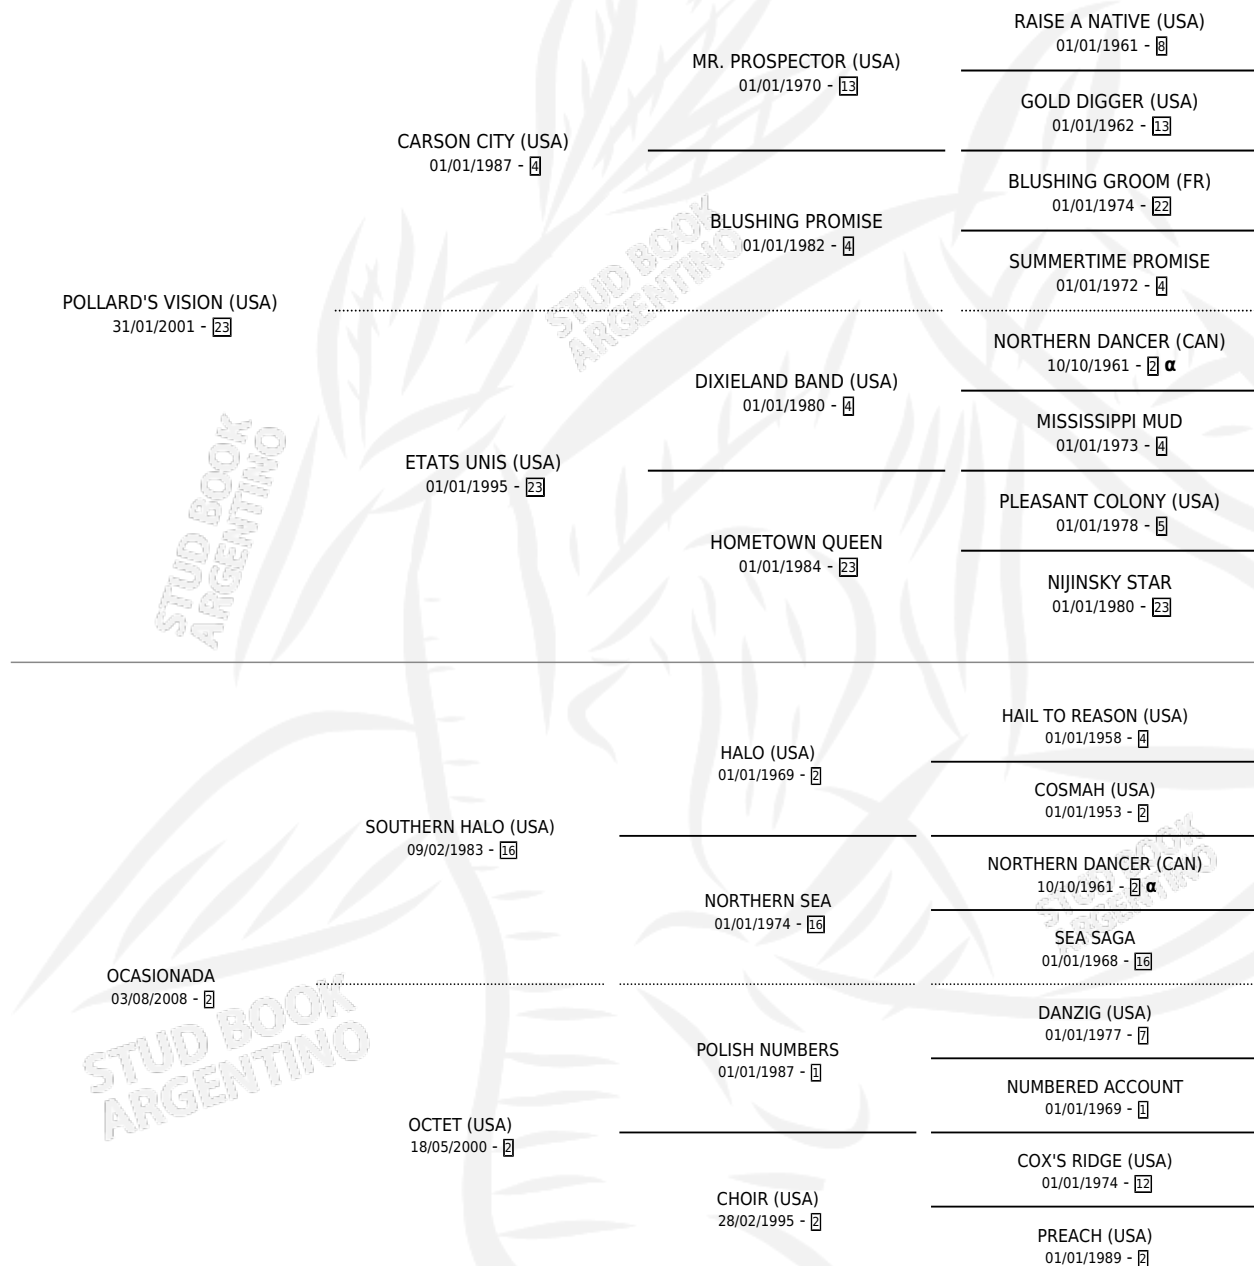 RAISE A NATIVE (USA)
01/01/1961 - 8
MR. PROSPECTOR (USA)
01/01/1970 - 13
GOLD DIGGER (USA)
01/01/1962 - 13
CARSON CITY (USA)
01/01/1987 - 4
BLUSHING GROOM (FR)
01/01/1974 - 22
BLUSHING PROMISE
01/01/1982 - 4
SUMMERTIME PROMISE
01/01/1972 - 4
POLLARD'S VISION (USA)
31/01/2001 - 23
NORTHERN DANCER (CAN)
10/10/1961 - 2 α
DIXIELAND BAND (USA)
01/01/1980 - 4
MISSISSIPPI MUD
01/01/1973 - 4
ETATS UNIS (USA)
01/01/1995 - 23
PLEASANT COLONY (USA)
01/01/1978 - 5
HOMETOWN QUEEN
01/01/1984 - 23
NIJINSKY STAR
01/01/1980 - 23
HAIL TO REASON (USA)
01/01/1958 - 4
HALO (USA)
01/01/1969 - 2
COSMAH (USA)
01/01/1953 - 2
SOUTHERN HALO (USA)
09/02/1983 - 16
NORTHERN DANCER (CAN)
10/10/1961 - 2 α
NORTHERN SEA
01/01/1974 - 16
SEA SAGA
01/01/1968 - 16
OCASIONADA
03/08/2008 - 2
DANZIG (USA)
01/01/1977 - 7
POLISH NUMBERS
01/01/1987 - 1
NUMBERED ACCOUNT
01/01/1969 - 1
OCTET (USA)
18/05/2000 - 2
COX'S RIDGE (USA)
01/01/1974 - 12
CHOIR (USA)
28/02/1995 - 2
PREACH (USA)
01/01/1989 - 2
STUD BOOK
ARGENTINO
STUD BOOK
ARGENTINO
STUD BOOK
ARGENTINO
STUD BOOK
ARGENTINO